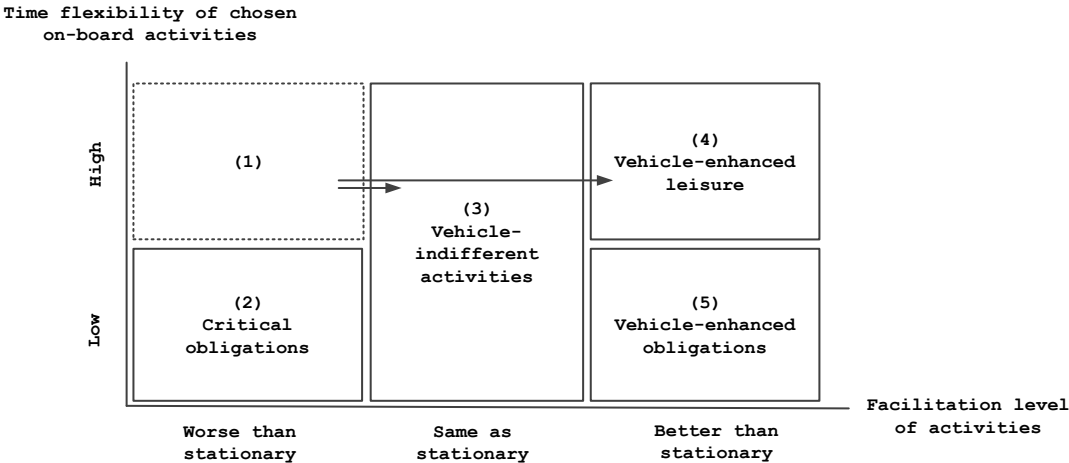 Time flexibility of chosen
on-board activities
High
Low
(1)
(2)
Critical
obligations
(3)
Vehicle-
indifferent
activities
(4)
Vehicle-enhanced
leisure
(5)
Vehicle-enhanced
obligations
Facilitation level
of activities
Worse than
stationary
Same as
stationary
Better than
stationary